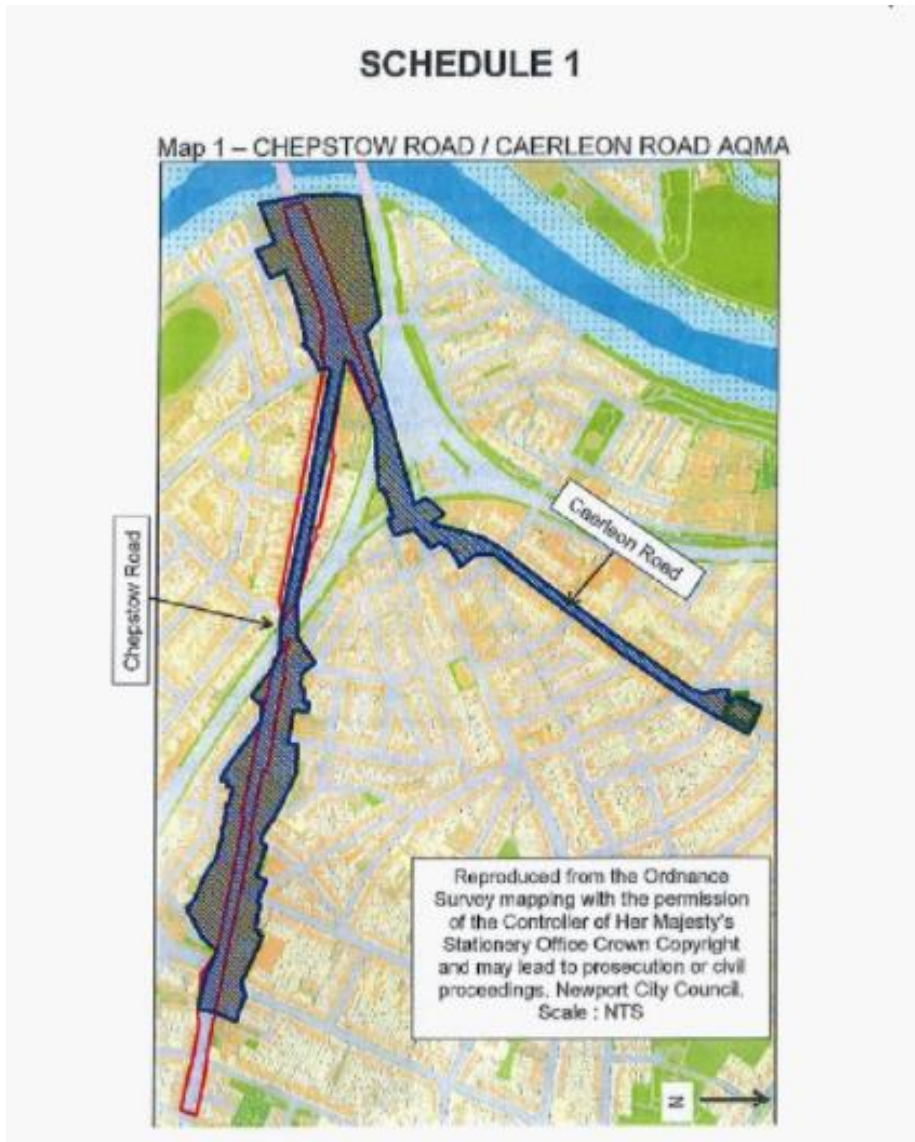 SCHEDULE 1
Map 1 – CHEPSTOW ROAD / CAERLEON ROAD AQMA
Caerleon Road
Chepstow Road
Reproduced from the Ordnance
Survey mapping with the permission
of the Controller of Her Majesty's
Stationery Office Crown Copyright
and may lead to prosecution or civil
proceedings, Newport City Council.
Scale : NTS
N